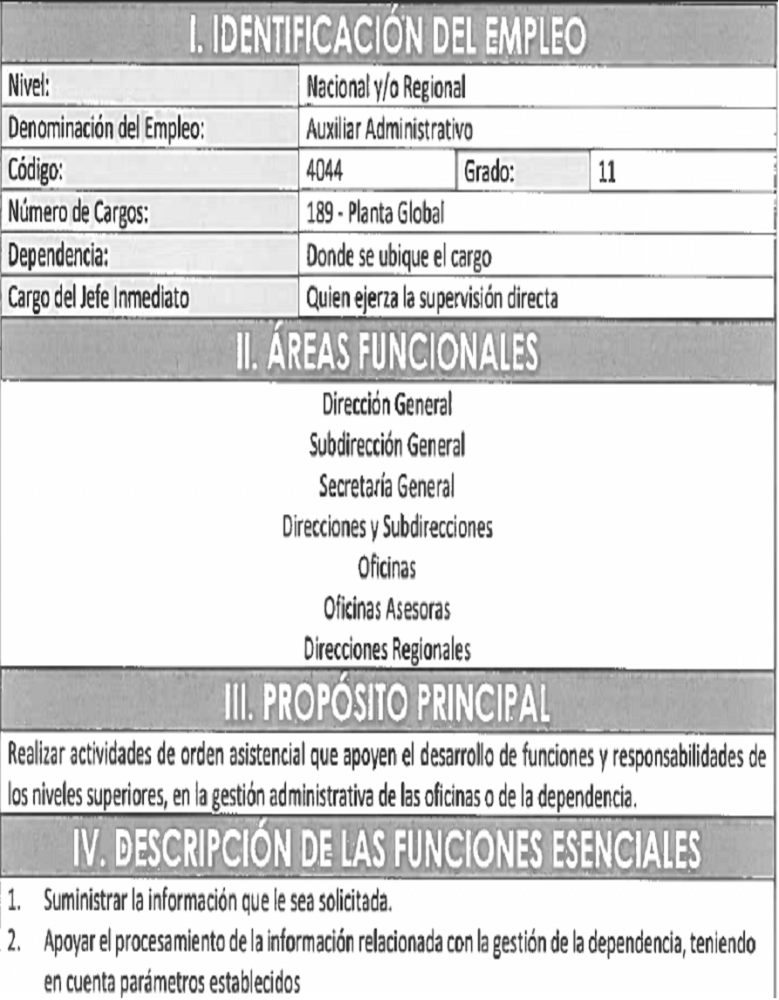 I. IDENTIFICACIÓN DEL EMPLEO
Nivel: Nacional y/o Regional
Denominación del Empleo: Auxiliar Administrativo
Código: 4044 Grado: 11
Número de Cargos: 189 - Planta Global
Dependencia: Donde se ubique el cargo
Cargo del Jefe Inmediato Quien ejerza la supervisión directa
II. ÁREAS FUNCIONALES
Dirección General
Subdirección General
Secretaría General
Direcciones y Subdirecciones
Oficinas
Oficinas Asesoras
Direcciones Regionales
III. PROPÓSITO PRINCIPAL
Realizar actividades de orden asistencial que apoyen el desarrollo de funciones y responsabilidades de
los niveles superiores, en la gestión administrativa de las oficinas o de la dependencia.
IV. DESCRIPCIÓN DE LAS FUNCIONES ESENCIALES
1. Suministrar la información que le sea solicitada.
2. Apoyar el procesamiento de la información relacionada con la gestión de la dependencia, teniendo
en cuenta parámetros establecidos